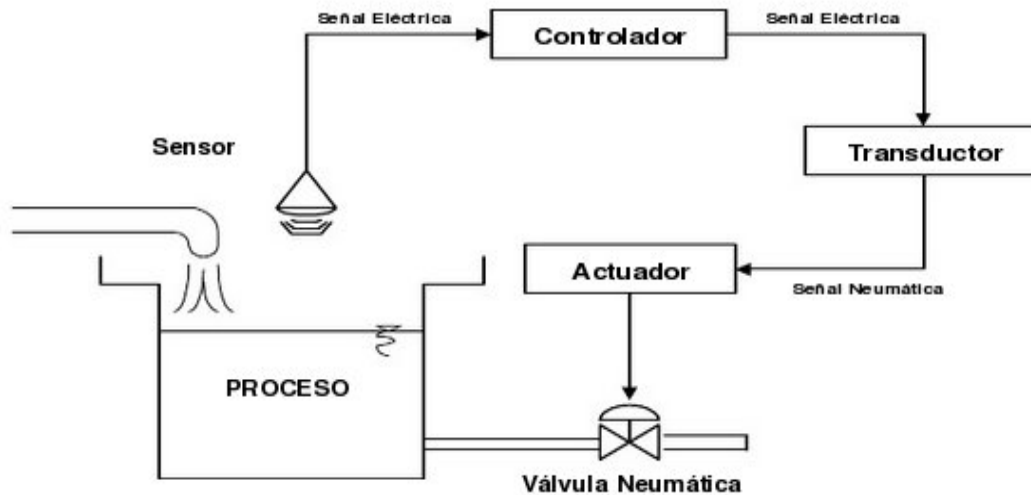 Señal Eléctrica
Controlador
Señal Eléctrica
Sensor
Transductor
Actuador
Señal Neumática
PROCESO
Válvula Neumática